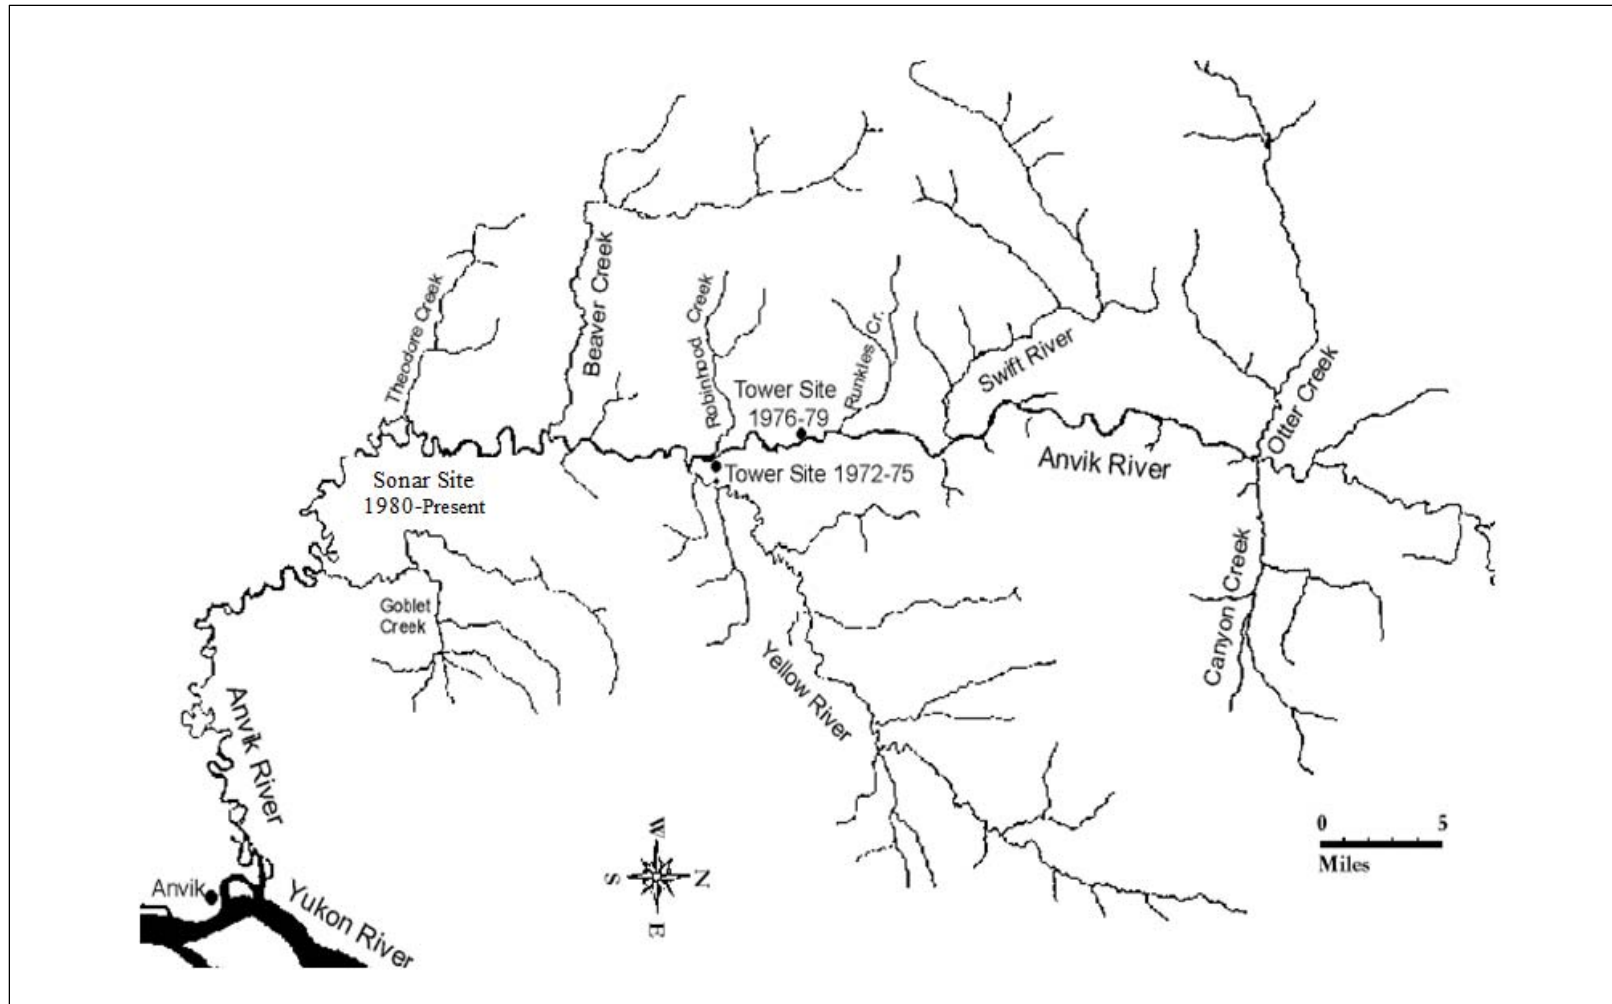 Theodore Creek
Beaver Creek
Robinhood Creek
Tower Site
1976-79
Runkles Cr.
Swift River
Otter Creek
Anvik River
Tower Site 1972-75
Sonar Site
1980-Present
Goblet
Creek
Yellow River
Canyon Creek
Anvik River
Anvik
Yukon River
W
S
N
E
0 5
Miles